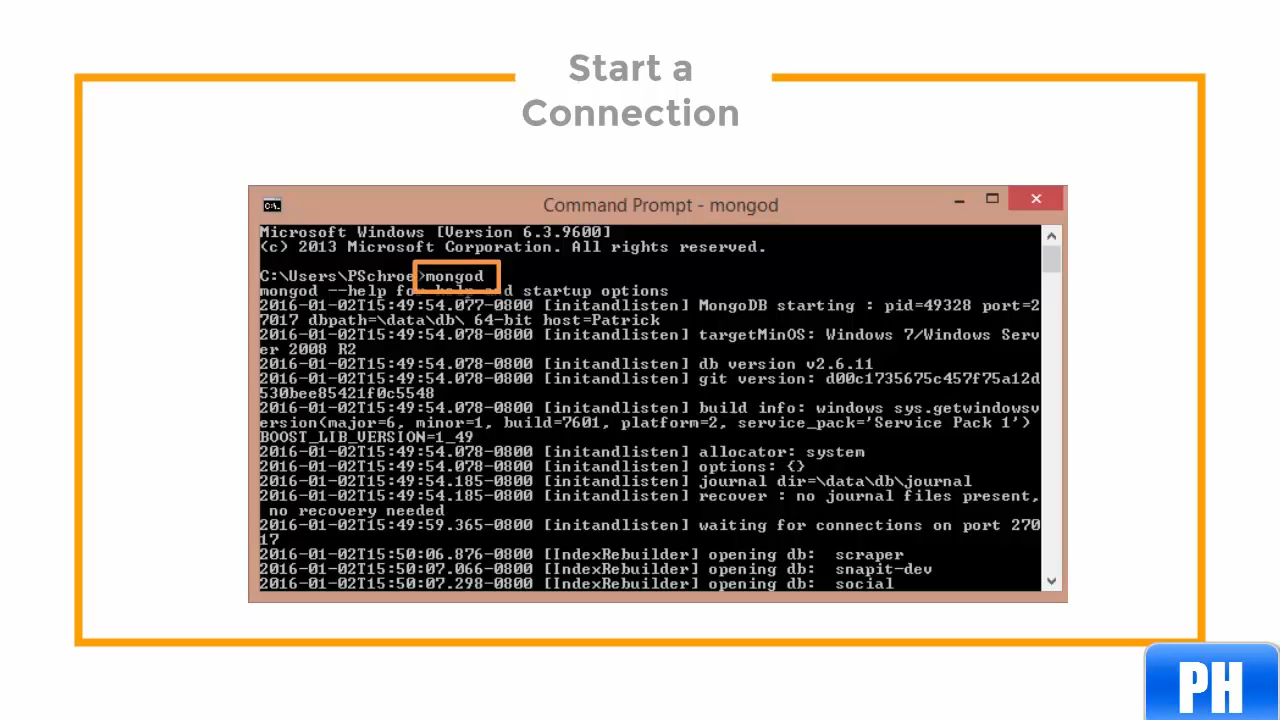 Start a
Connection
Command Prompt - mongod
Microsoft Windows [Version 6.3.9600]
(c) 2013 Microsoft Corporation. All rights reserved.
C:\Users\PSchroe>mongod
mongod --help for help and startup options
2016-01-02T15:49:54.077-0800 [initandlisten] MongoDB starting : pid=49328 port=2
7017 dbpath=\data\db\ 64-bit host=Patrick
2016-01-02T15:49:54.078-0800 [initandlisten] targetMinOS: Windows 7/Windows Serv
er 2008 R2
2016-01-02T15:49:54.078-0800 [initandlisten] db version v2.6.11
2016-01-02T15:49:54.078-0800 [initandlisten] git version: d00c1735675c457f75a12d
530bee85421f0c5548
2016-01-02T15:49:54.078-0800 [initandlisten] build info: windows sys.getwindowsv
ersion(major=6, minor=1, build=7601, platform=2, service_pack='Service Pack 1')
BOOST_LIB_VERSION=1_49
2016-01-02T15:49:54.078-0800 [initandlisten] allocator: system
2016-01-02T15:49:54.078-0800 [initandlisten] options: {}
2016-01-02T15:49:54.185-0800 [initandlisten] journal dir=\data\db\journal
2016-01-02T15:49:54.185-0800 [initandlisten] recover : no journal files present,
no recovery needed
2016-01-02T15:49:59.365-0800 [initandlisten] waiting for connections on port 270
17
2016-01-02T15:50:06.876-0800 [IndexRebuilder] opening db:  scraper
2016-01-02T15:50:07.066-0800 [IndexRebuilder] opening db:  snapit-dev
2016-01-02T15:50:07.298-0800 [IndexRebuilder] opening db:  social
PH